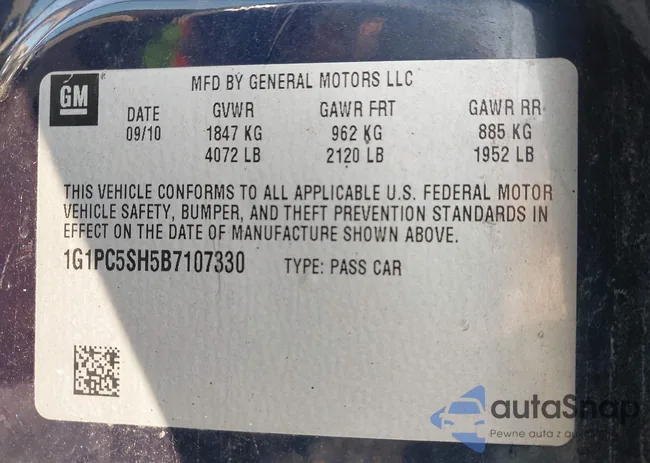 GM
MFD BY GENERAL MOTORS LLC
DATE GVWR GAWR FRT GAWR RR
09/10 1847 KG 962 KG 885 KG
4072 LB 2120 LB 1952 LB
THIS VEHICLE CONFORMS TO ALL APPLICABLE U.S. FEDERAL MOTOR
VEHICLE SAFETY, BUMPER, AND THEFT PREVENTION STANDARDS IN
EFFECT ON THE DATE OF MANUFACTURE SHOWN ABOVE.
1G1PC5SH5B7107330 TYPE: PASS CAR
autaSnap
Pewne auta z